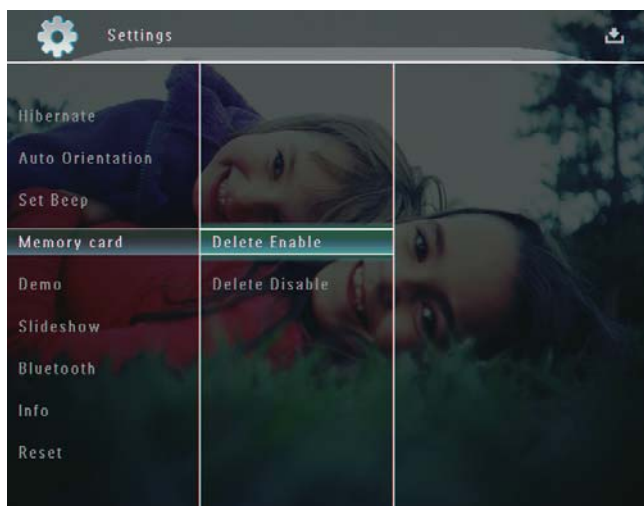 Settings
Hibernate
Auto Orientation
Set Beep
Memory card
Delete Enable
Demo
Delete Disable
Slideshow
Bluetooth
Info
Reset